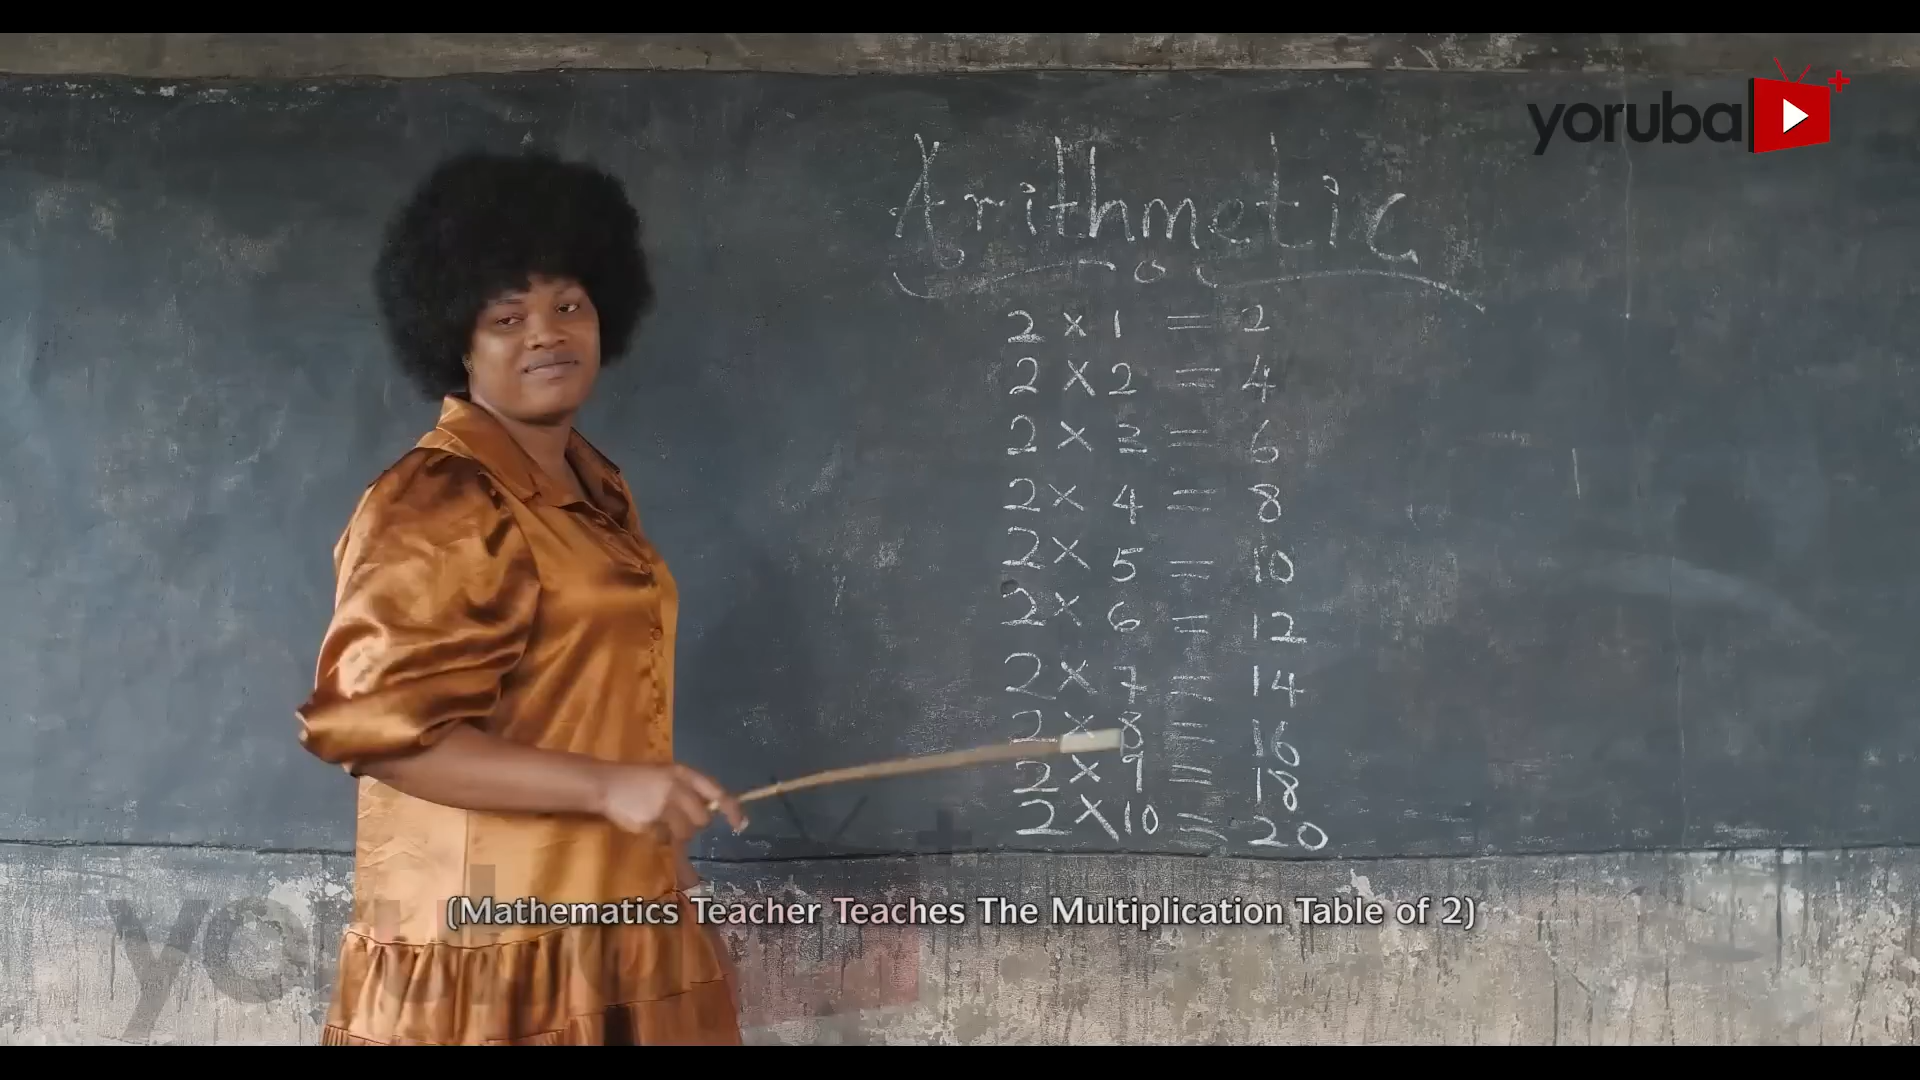 yoruba
Arithmetic
2 × 1 = 2
2 × 2 = 4
2 × 3 = 6
2 × 4 = 8
2 × 5 = 10
2 × 6 = 12
2 × 7 = 14
2 × 8 = 16
2 × 9 = 18
2 × 10 = 20
(Mathematics Teacher Teaches The Multiplication Table of 2)
yoruba